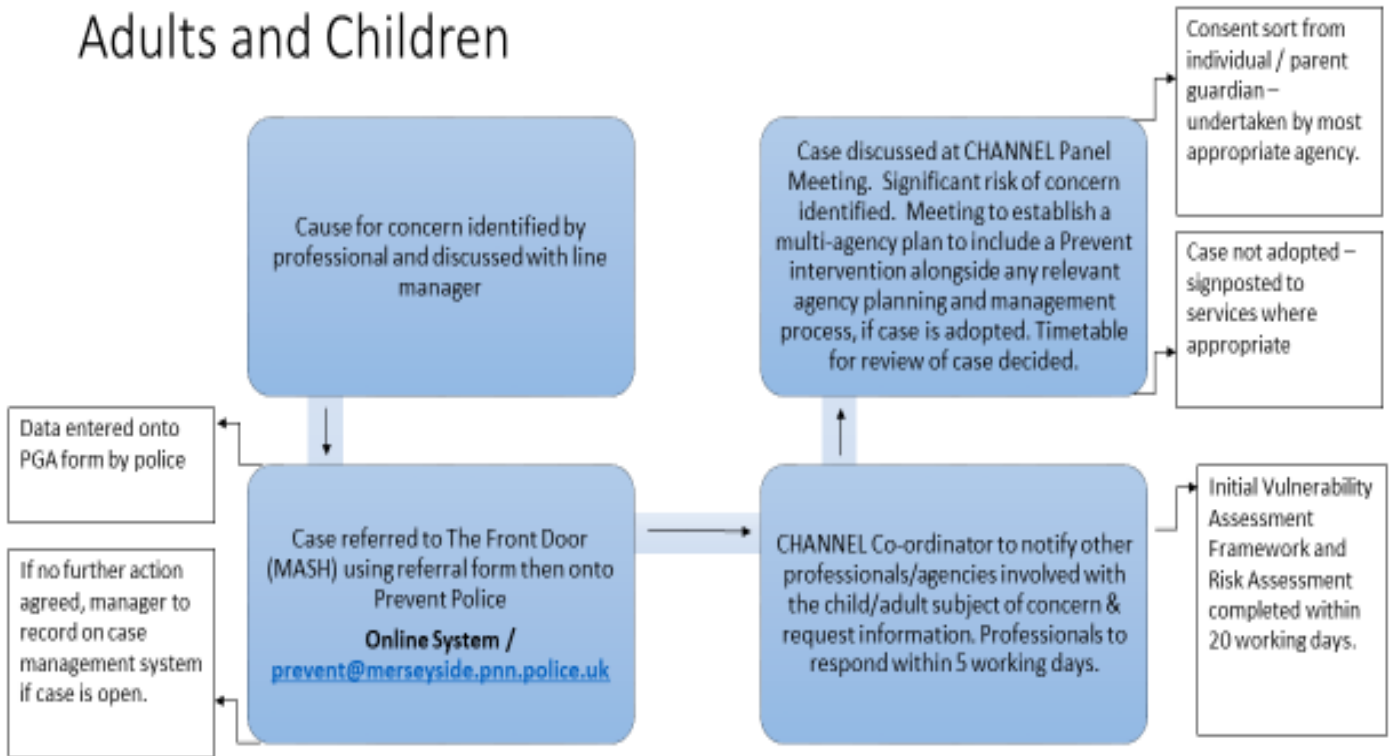 Adults and Children
Cause for concern identified by
professional and discussed with line
manager
Data entered onto
PGA form by police
If no further action
agreed, manager to
record on case
management system
if case is open.
Case referred to The Front Door
(MASH) using referral form then onto
Prevent Police
Online System /
prevent@merseyside.pnn.police.uk
CHANNEL Co-ordinator to notify other
professionals/agencies involved with
the child/adult subject of concern &
request information. Professionals to
respond within 5 working days.
Initial Vulnerability
Assessment
Framework and
Risk Assessment
completed within
20 working days.
Case discussed at CHANNEL Panel
Meeting. Significant risk of concern
identified. Meeting to establish a
multi-agency plan to include a Prevent
intervention alongside any relevant
agency planning and management
process, if case is adopted. Timetable
for review of case decided.
Consent sort from
individual / parent
guardian –
undertaken by most
appropriate agency.
Case not adopted –
signposted to
services where
appropriate